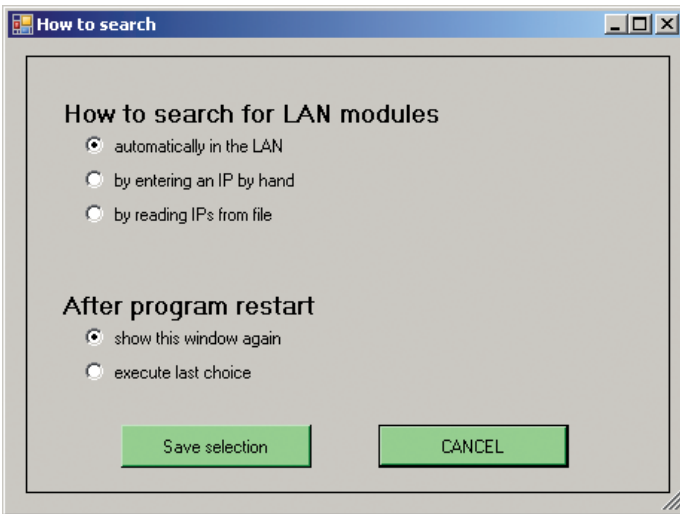 How to search
How to search for LAN modules
automatically in the LAN
by entering an IP by hand
by reading IPs from file
After program restart
show this window again
execute last choice
Save selection
CANCEL